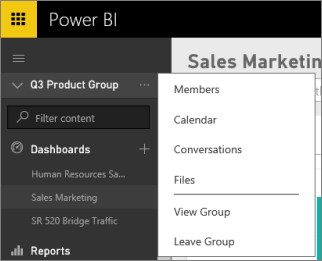 Power BI
Sales Marketin
Q3 Product Group ...
Members
Filter content
Calendar
Dashboards +
Conversations
Human Resources Sa...
Files
Sales Marketing
View Group
SR 520 Bridge Traffic
Leave Group
Reports